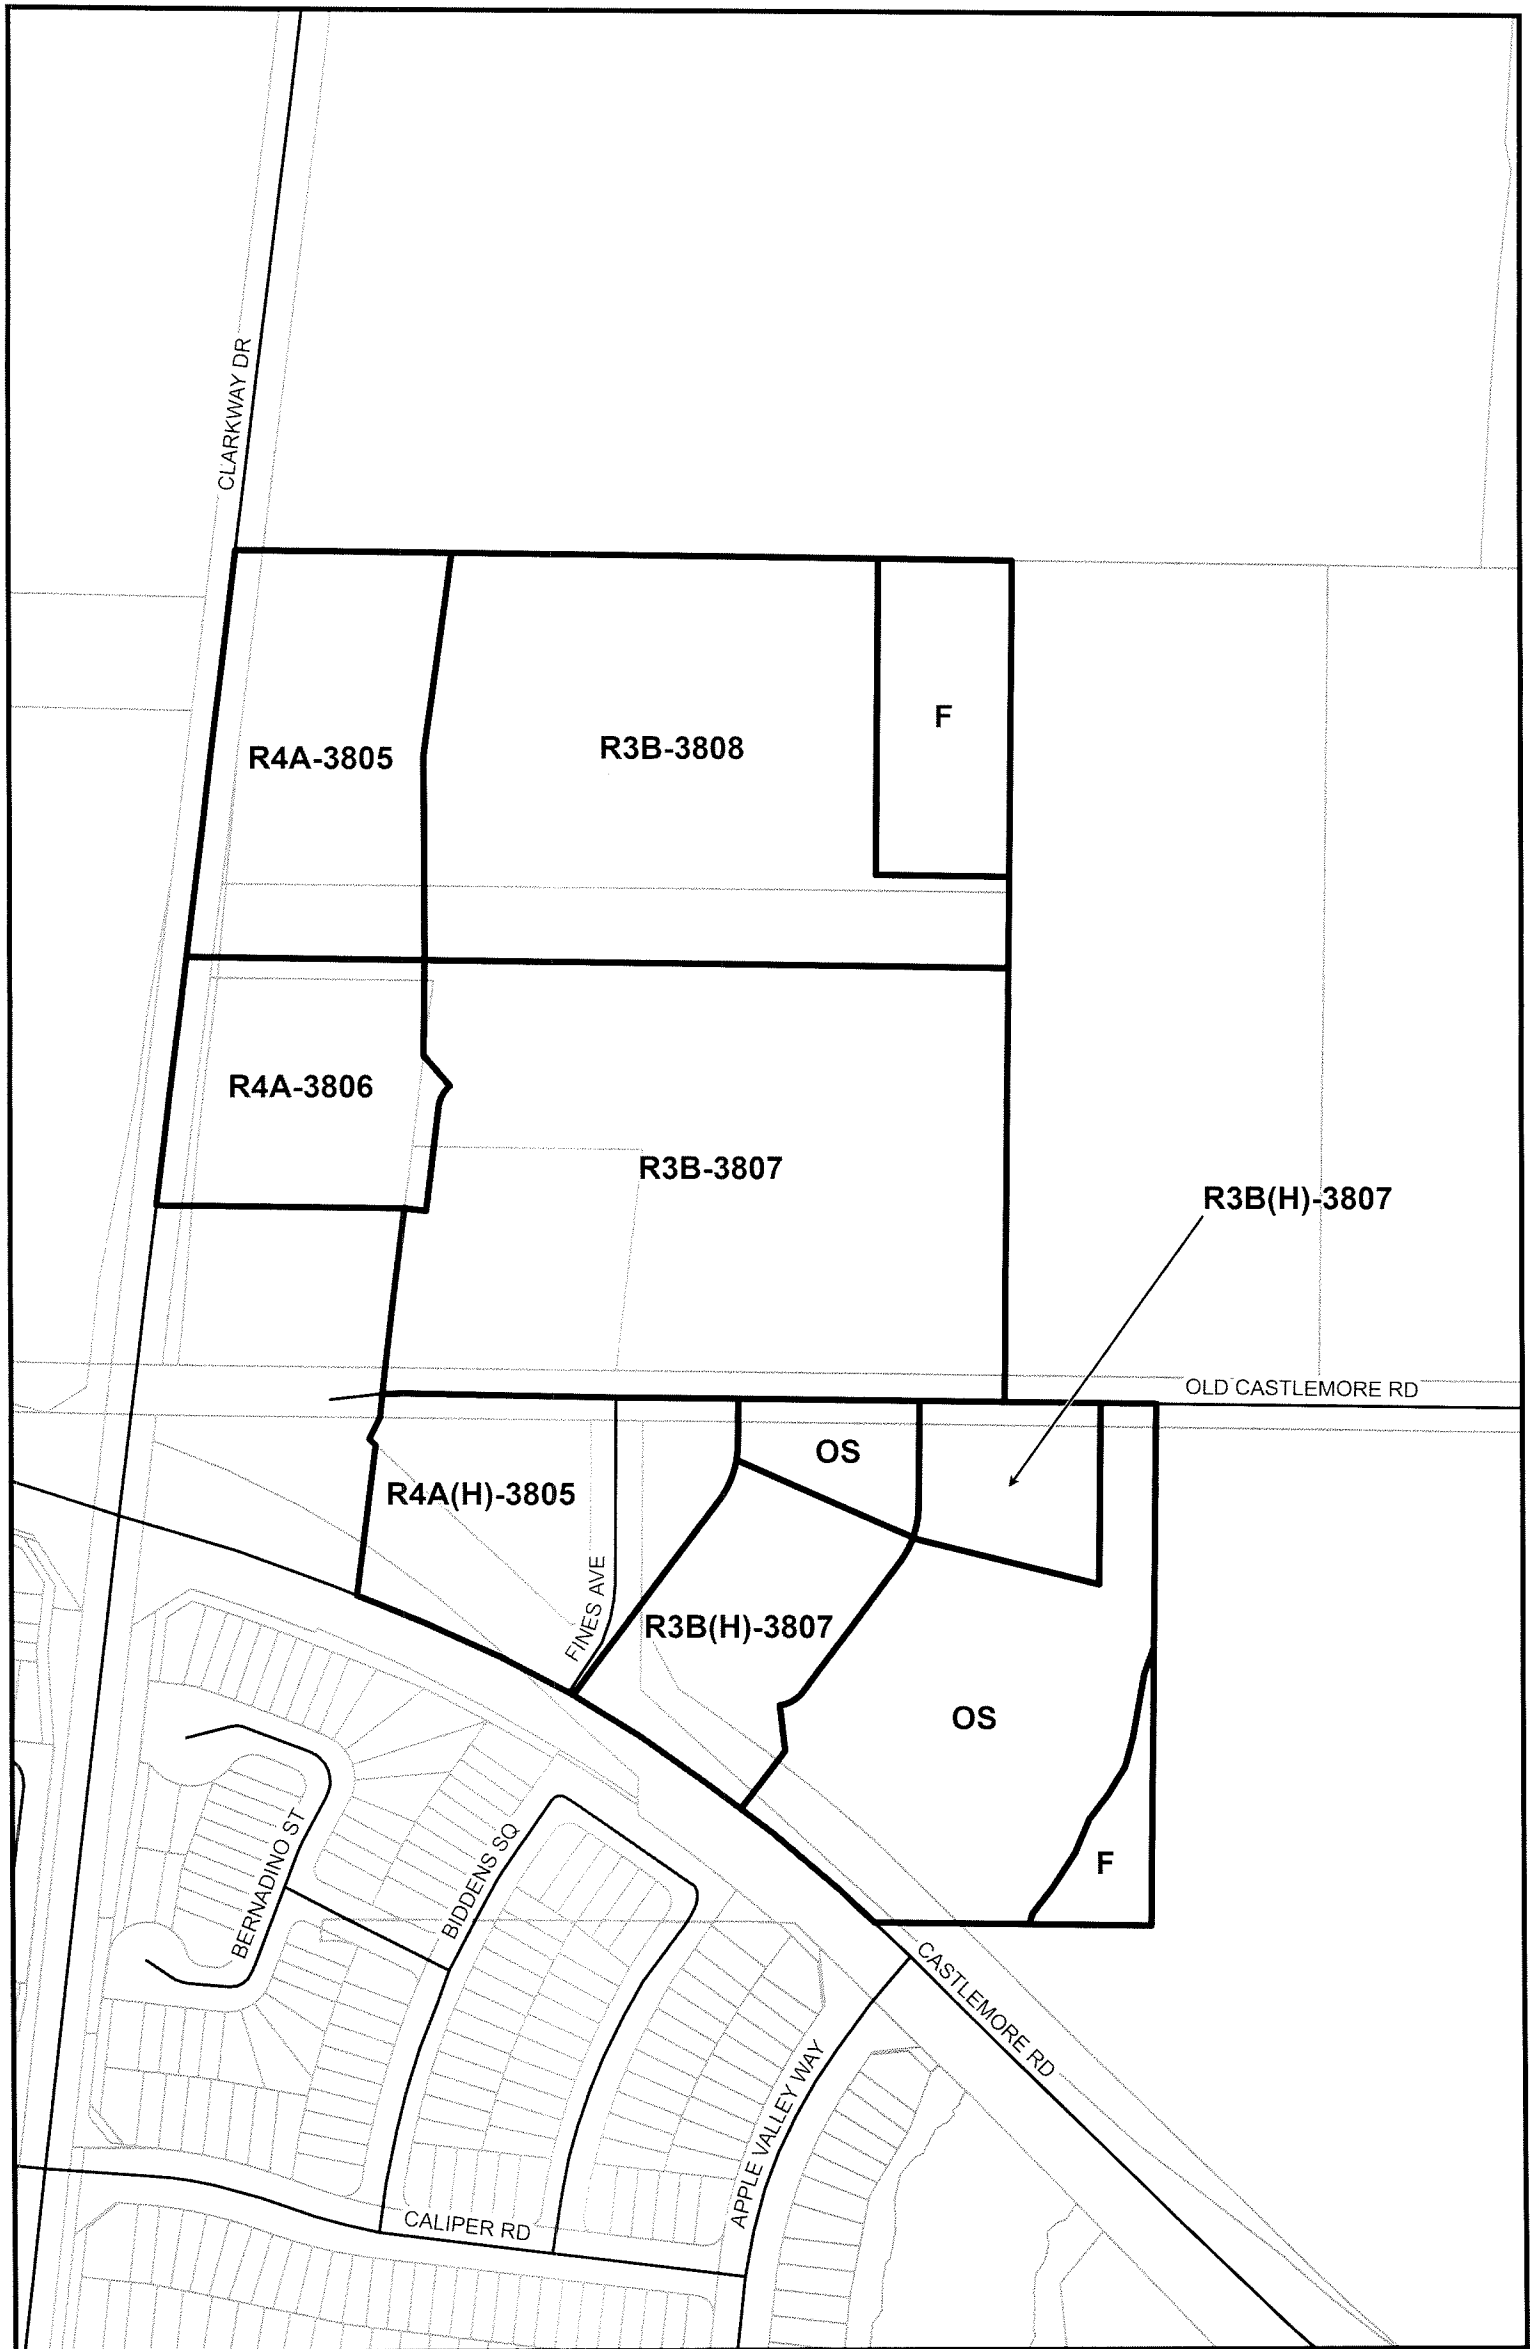 CLARKWAY DR
F
R4A-3805
R3B-3808
R4A-3806
R3B-3807
R3B(H)-3807
OLD CASTLEMORE RD
OS
R4A(H)-3805
FINES AVE
R3B(H)-3807
OS
F
BERNADINO ST
BIDDENS SQ
CASTLEMORE RD
APPLE VALLEY WAY
CALIPER RD